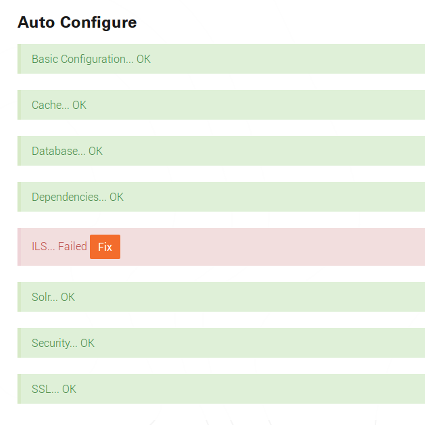 Auto Configure
Basic Configuration... OK
Cache... OK
Database... OK
Dependencies... OK
ILS... Failed Fix
Solr... OK
Security... OK
SSL... OK